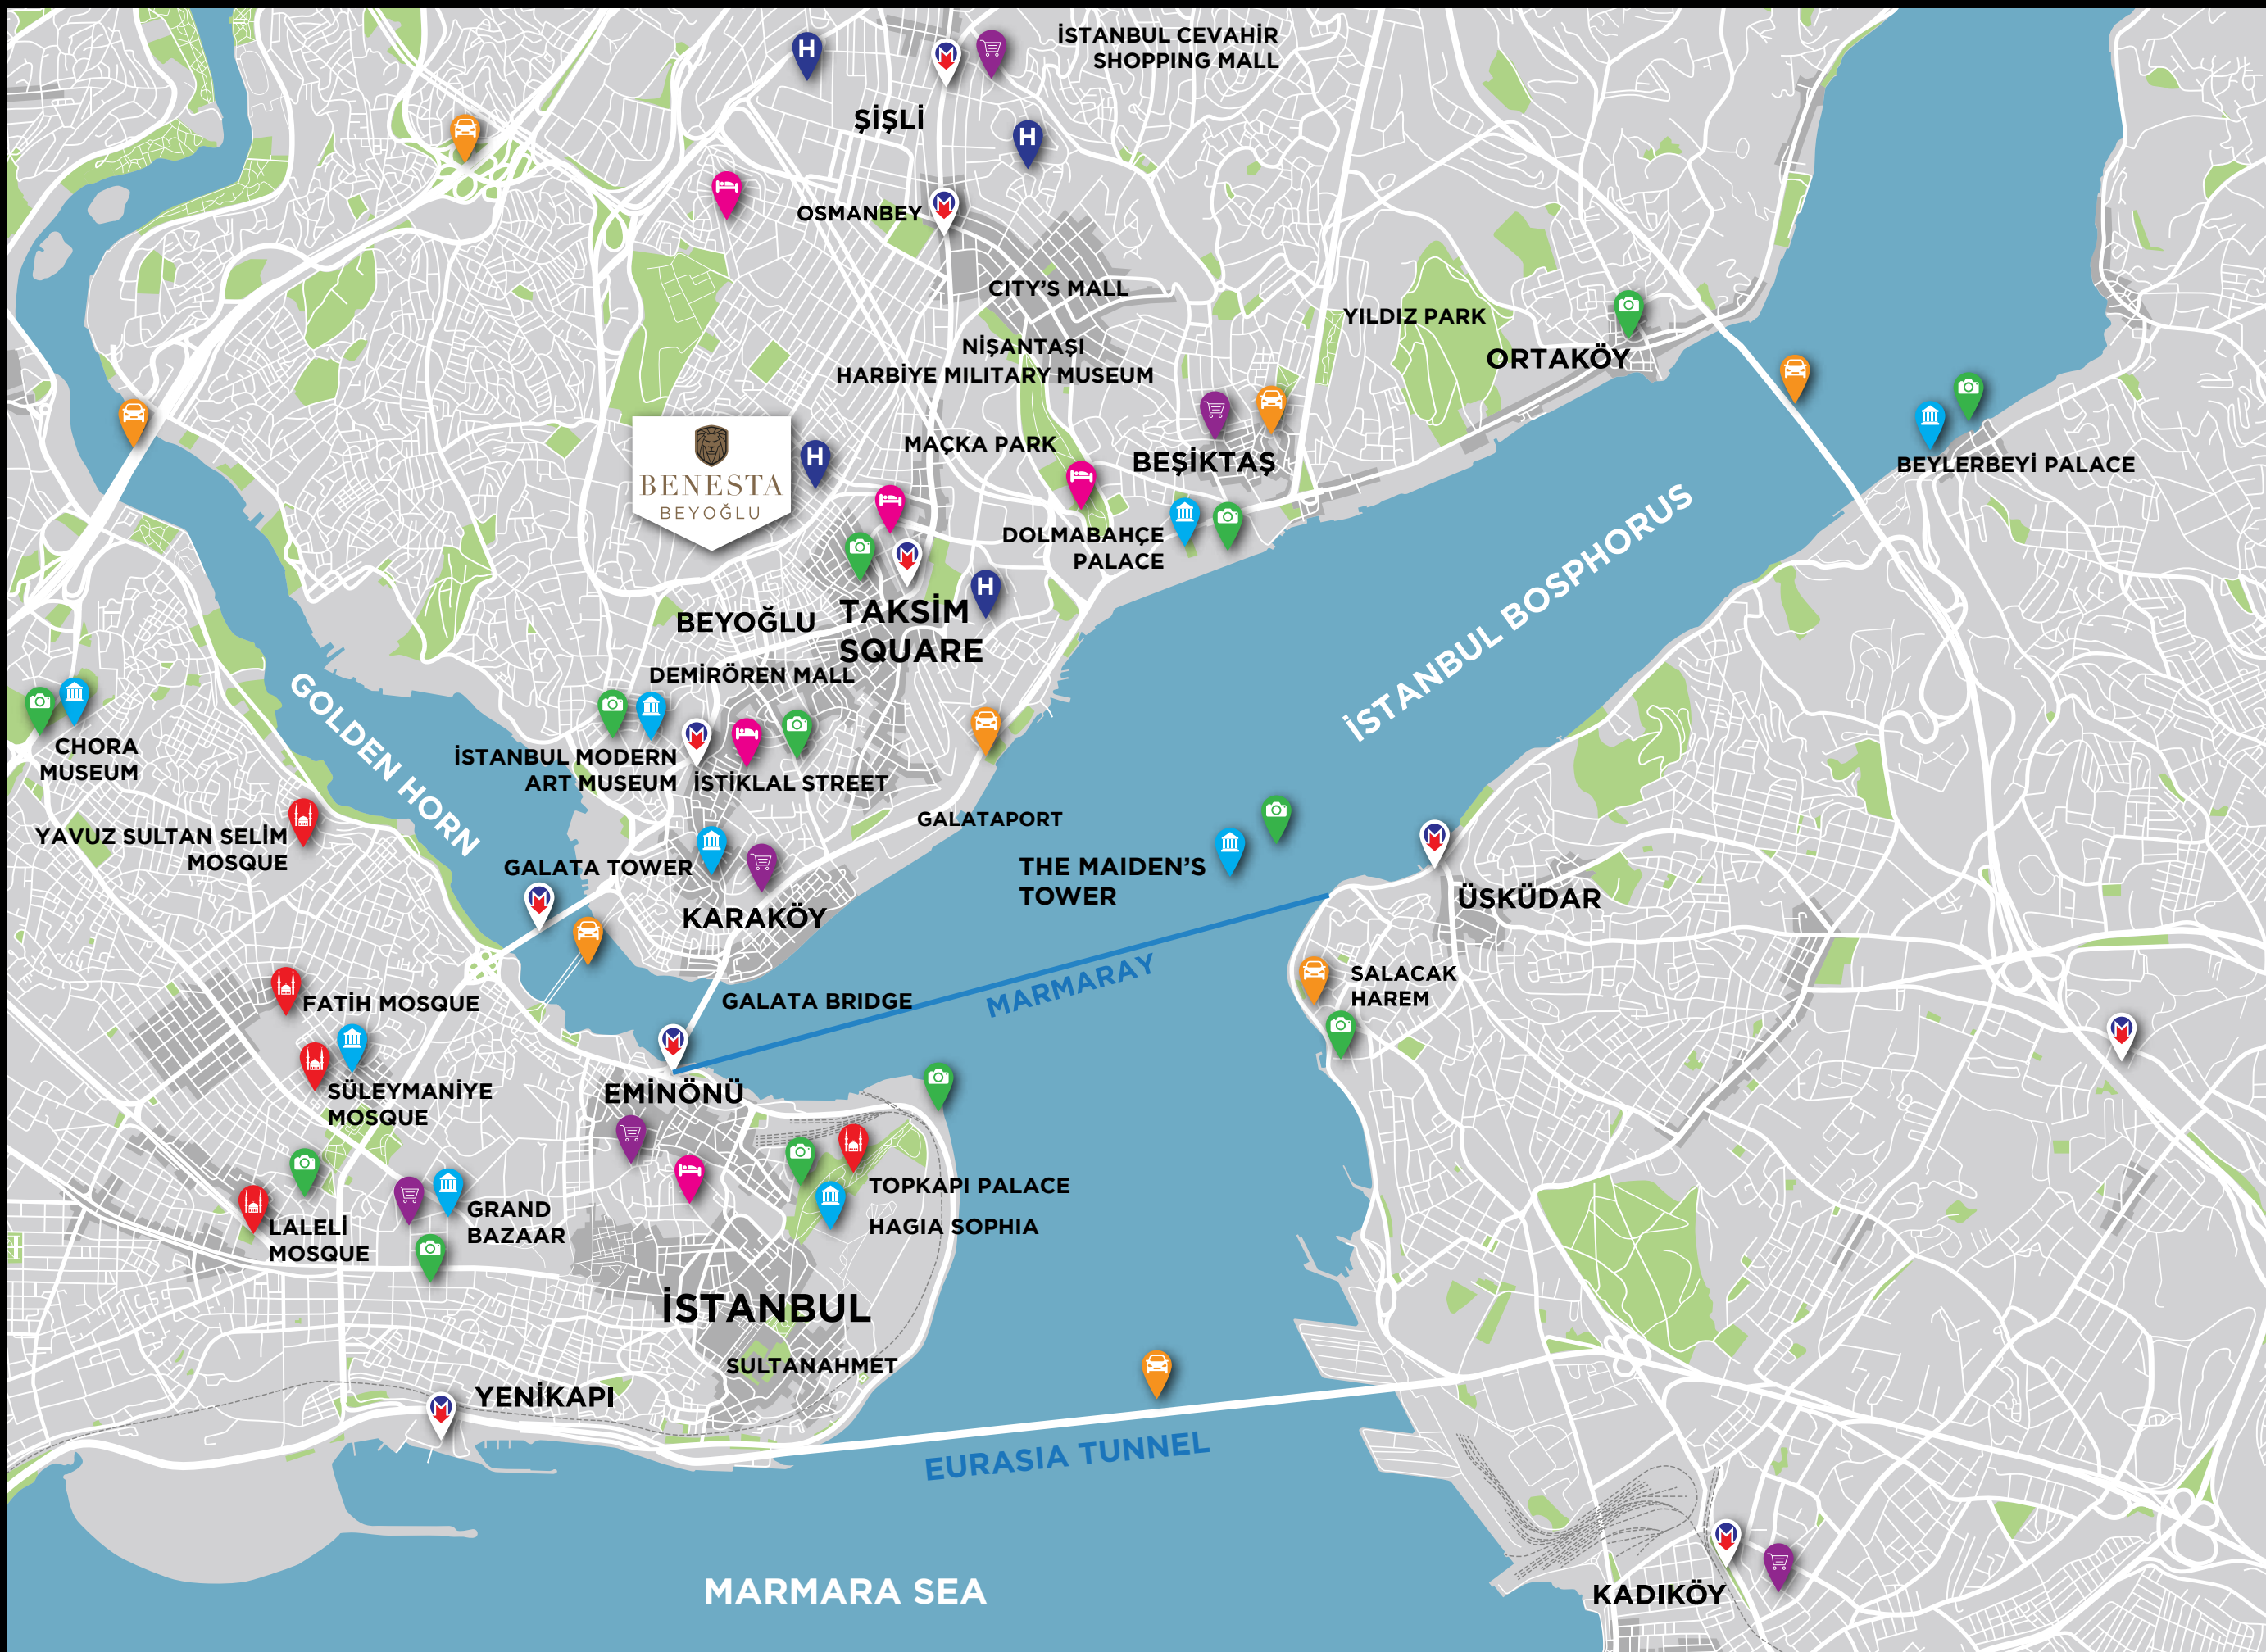 İSTANBUL CEVAHİR
SHOPPING MALL
H
M
ŞİŞLİ
H
OSMANBEY
M
CITY'S MALL
YILDIZ PARK
NİŞANTAŞI
ORTAKÖY
HARBİYE MILITARY MUSEUM
BENESTA
BEYOĞLU
H
MAÇKA PARK
BEŞİKTAŞ
BEYLERBEYİ PALACE
DOLMABAHÇE
PALACE
M
H
İSTANBUL BOSPHORUS
BEYOĞLU
TAKSİM
SQUARE
DEMİRÖREN MALL
GOLDEN HORN
CHORA
MUSEUM
M
İSTANBUL MODERN
ART MUSEUM
İSTİKLAL STREET
GALATAPORT
YAVUZ SULTAN SELİM
MOSQUE
GALATA TOWER
THE MAIDEN'S
TOWER
M
ÜSKÜDAR
M
KARAKÖY
MARMARAY
SALACAK
HAREM
FATİH MOSQUE
GALATA BRIDGE
M
M
SÜLEYMANİYE
MOSQUE
EMİNÖNÜ
TOPKAPI PALACE
HAGIA SOPHIA
GRAND
BAZAAR
LALELİ
MOSQUE
İSTANBUL
SULTANAHMET
YENİKAPI
M
EURASIA TUNNEL
MARMARA SEA
M
KADIKÖY